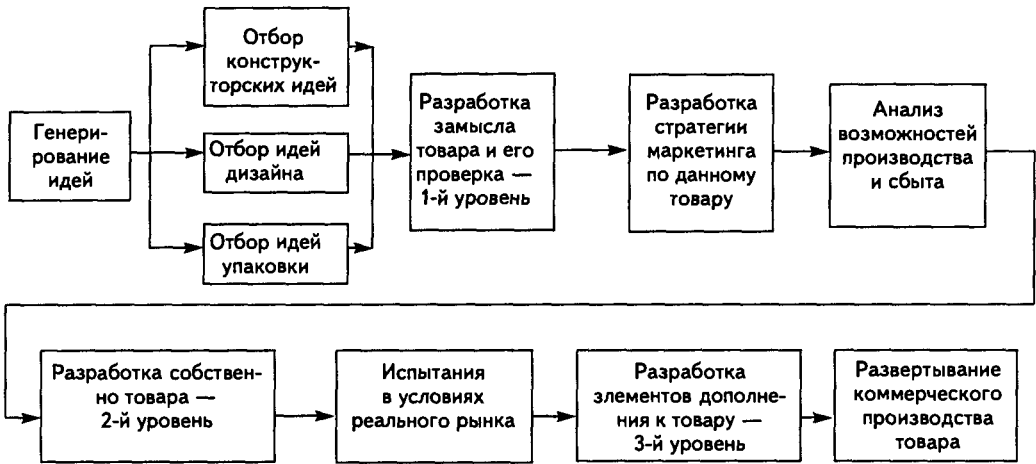 Генери-
рование
идей
Отбор
конструк-
торских идей
Отбор идей
дизайна
Отбор идей
упаковки
Разработка
замысла
товара и его
проверка —
1-й уровень
Разработка
стратегии
маркетинга
по данному
товару
Анализ
возможностей
производства
и сбыта
Разработка собствен-
но товара —
2-й уровень
Испытания
в условиях
реального рынка
Разработка
элементов дополне-
ния к товару —
3-й уровень
Развертывание
коммерческого
производства
товара